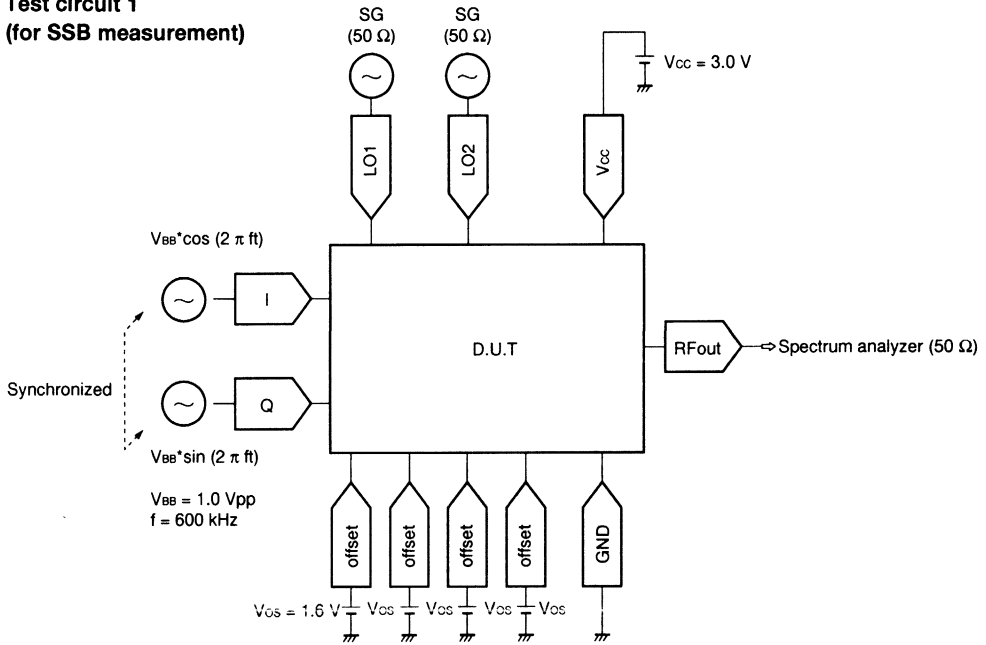 Test circuit 1
(for SSB measurement)
SG
(50 Ω)
SG
(50 Ω)
VCC = 3.0 V
LO1
LO2
VCC
VBB*cos (2 π ft)
I
D.U.T
RFout
Spectrum analyzer (50 Ω)
Synchronized
Q
VBB*sin (2 π ft)
VBB = 1.0 Vpp
f = 600 kHz
offset
offset
offset
offset
GND
VOS = 1.6 V
VOS
VOS
VOS
VOS